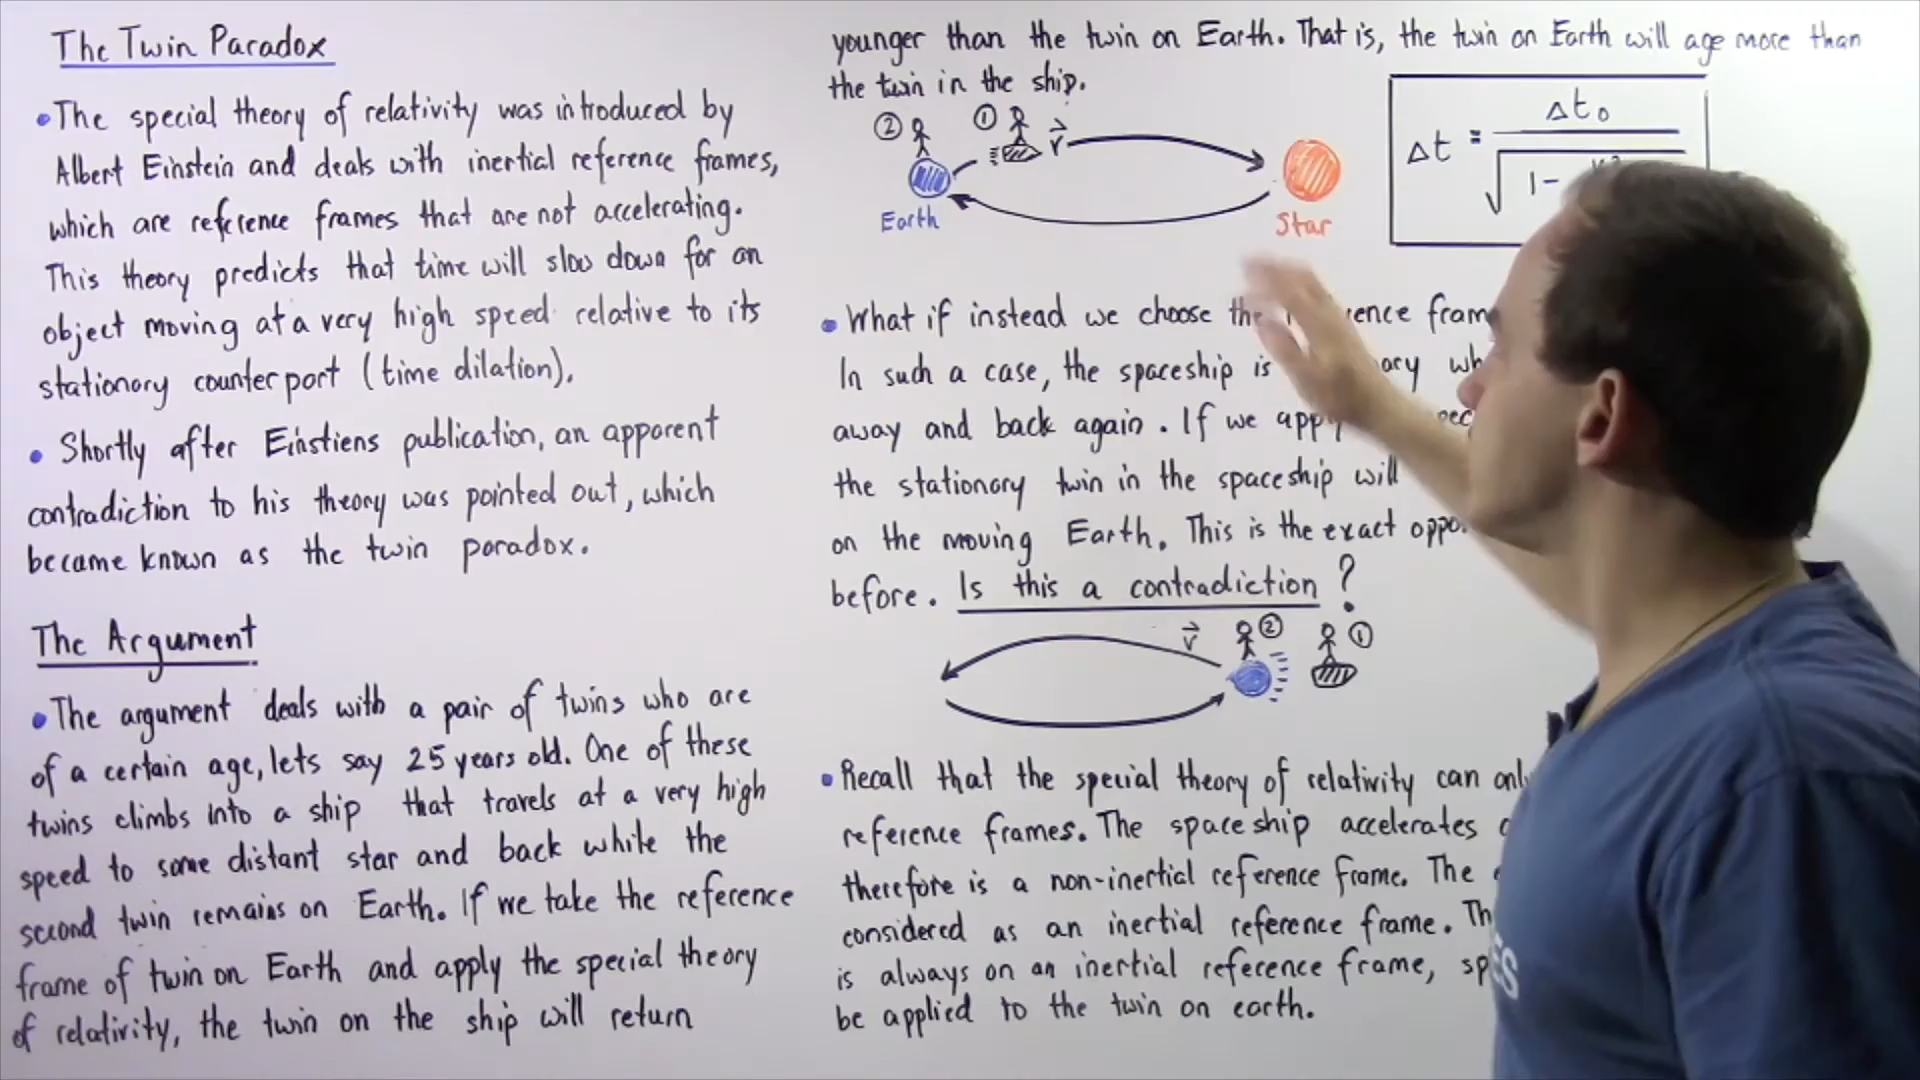 The Twin Paradox
• The special theory of relativity was introduced by
Albert Einstein and deals with inertial reference frames,
which are reference frames that are not accelerating.
This theory predicts that time will slow down for an
object moving at a very high speed relative to its
stationary counterpart (time dilation).
• Shortly after Einstiens publication, an apparent
contradiction to his theory was pointed out, which
became known as the twin paradox.
The Argument
• The argument deals with a pair of twins who are
of a certain age, lets say 25 years old. One of these
twins climbs into a ship that travels at a very high
speed to some distant star and back while the
second twin remains on Earth. If we take the reference
frame of twin on Earth and apply the special theory
of relativity, the twin on the ship will return
younger than the twin on Earth. That is, the twin on Earth will age more than
the twin in the ship.
② ① v⃗
Earth Star
Δt = Δt₀
√ 1-
• What if instead we choose the
In such a case, the spaceship is
away and back again. If we apply
the stationary twin in the spaceship will
on the moving Earth. This is the exact
before. Is this a contradiction?
v⃗ ② ①
• Recall that the special theory of relativity can
reference frames. The spaceship accelerates
therefore is a non-inertial reference frame. The
considered as an inertial reference frame.
is always on an inertial reference frame,
be applied to the twin on earth.
ES